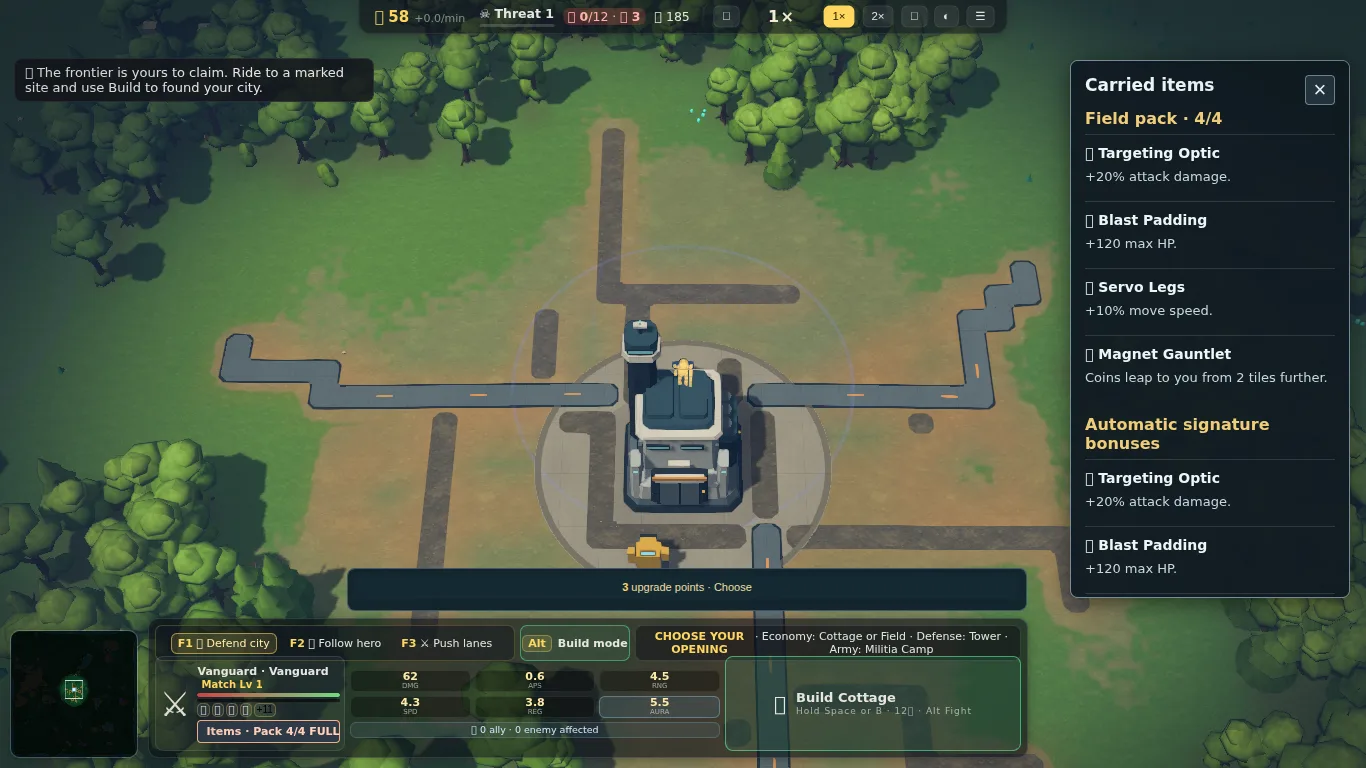 58 +0.0/min
Threat 1
0/12 · 3
185
1×
1×
2×
The frontier is yours to claim. Ride to a marked
site and use Build to found your city.
Carried items
Field pack · 4/4
Targeting Optic
+20% attack damage.
Blast Padding
+120 max HP.
Servo Legs
+10% move speed.
Magnet Gauntlet
Coins leap to you from 2 tiles further.
Automatic signature
bonuses
Targeting Optic
+20% attack damage.
Blast Padding
+120 max HP.
3 upgrade points · Choose
F1 Defend city
F2 Follow hero
F3 Push lanes
Alt Build mode
CHOOSE YOUR
OPENING
· Economy: Cottage or Field · Defense: Tower ·
Army: Militia Camp
Vanguard · Vanguard
Match Lv 1
+11
Items · Pack 4/4 FULL
62
DMG
0.6
APS
4.5
RNG
4.3
SPD
3.8
REG
5.5
AURA
0 ally · 0 enemy affected
Build Cottage
Hold Space or B · 12 · Alt Fight